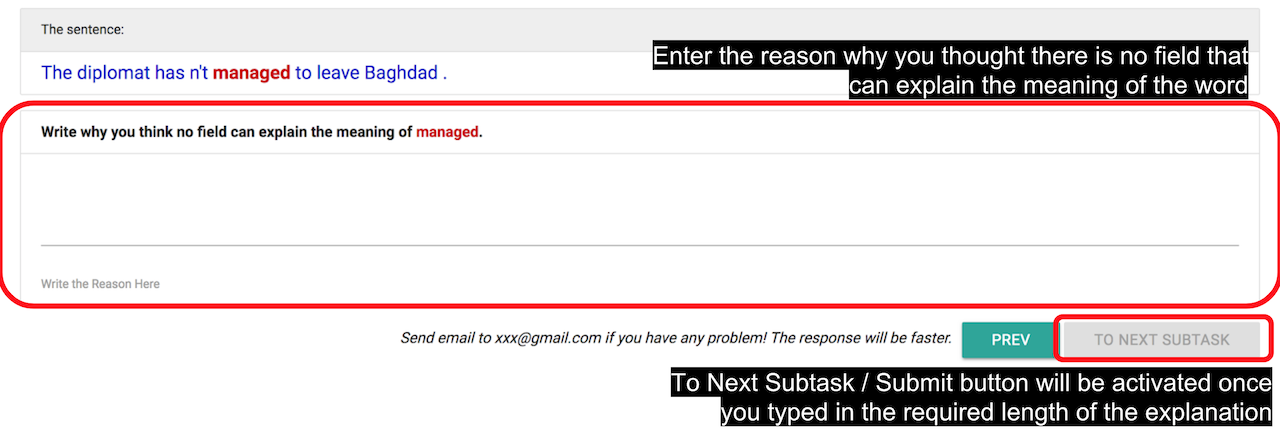 The sentence:
The diplomat has n't managed to leave Baghdad .
Enter the reason why you thought there is no field that
can explain the meaning of the word
Write why you think no field can explain the meaning of managed.
Write the Reason Here
Send email to xxx@gmail.com if you have any problem! The response will be faster.
PREV
TO NEXT SUBTASK
To Next Subtask / Submit button will be activated once
you typed in the required length of the explanation